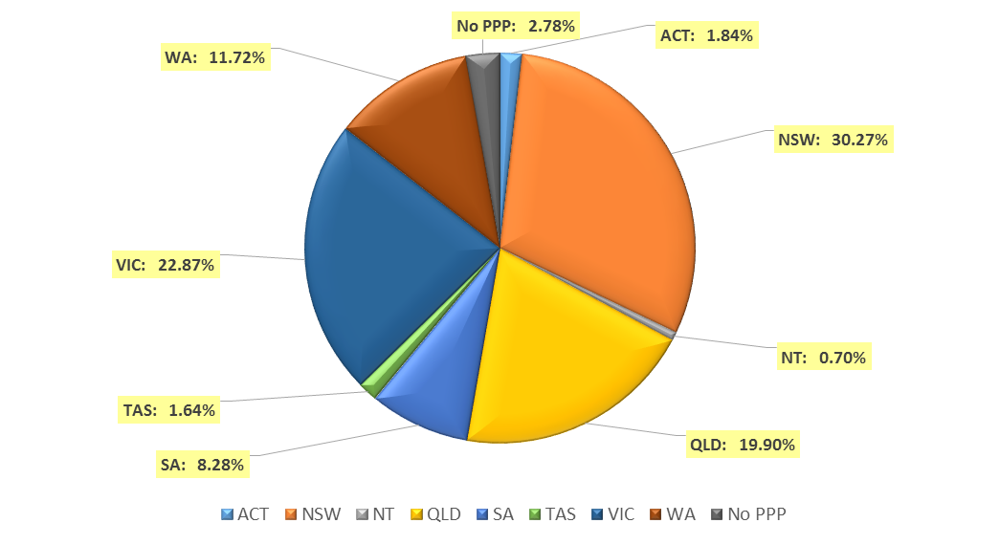 No PPP: 2.78%
ACT: 1.84%
WA: 11.72%
NSW: 30.27%
VIC: 22.87%
NT: 0.70%
TAS: 1.64%
QLD: 19.90%
SA: 8.28%
ACT NSW NT QLD SA TAS VIC WA No PPP